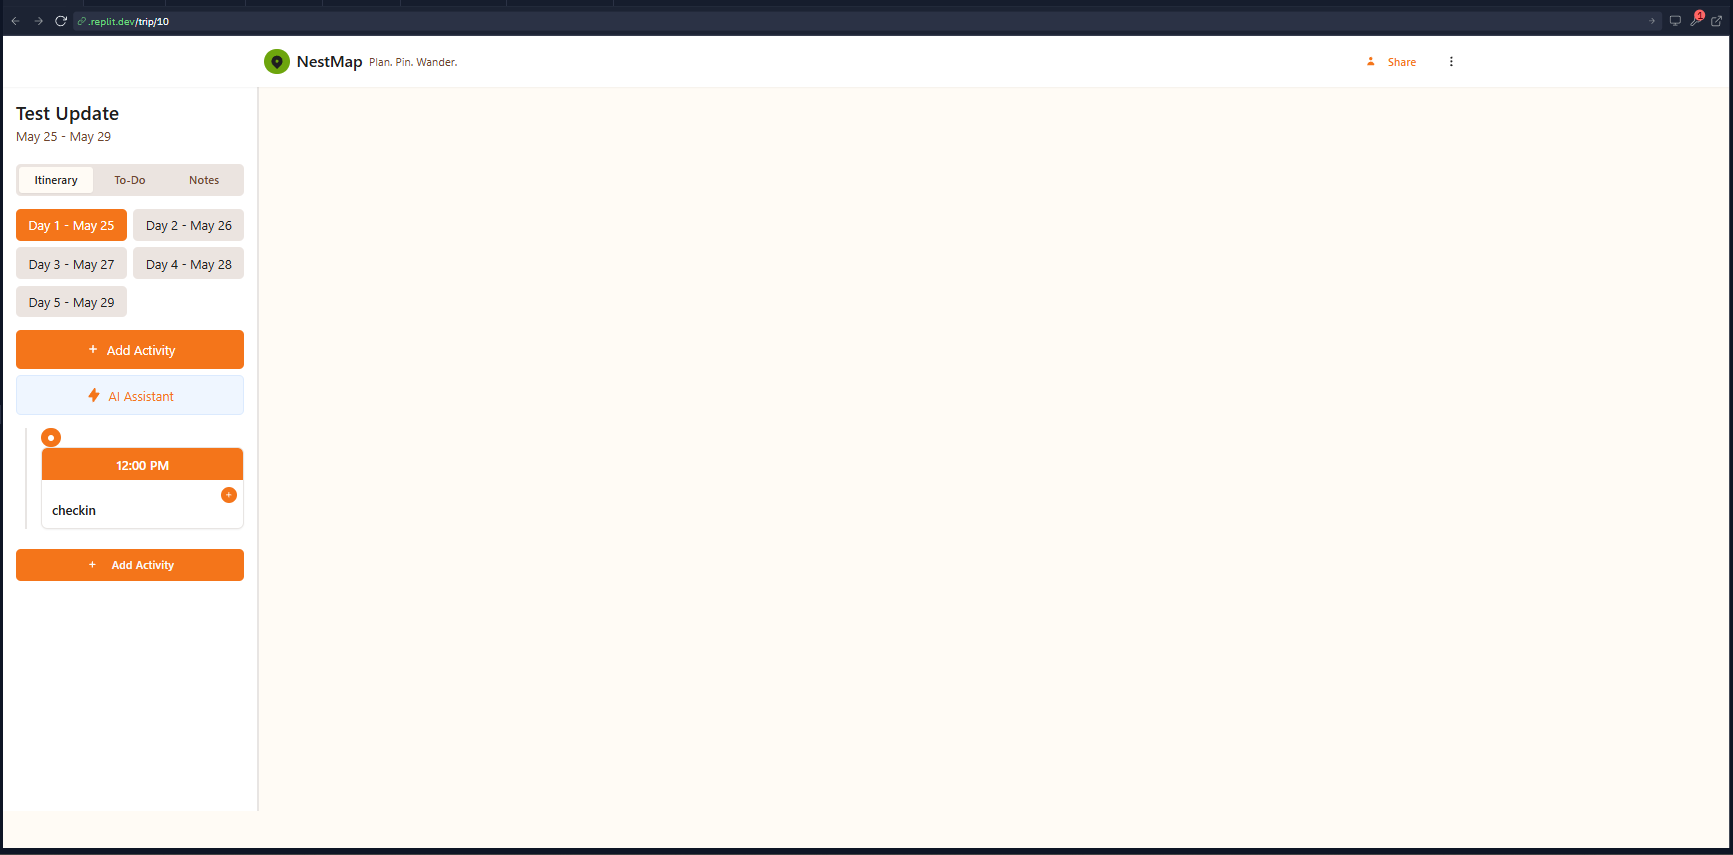 .replit.dev/trip/10
1
NestMap Plan. Pin. Wander.
Share
Test Update
May 25 - May 29
Itinerary To-Do Notes
Day 1 - May 25 Day 2 - May 26
Day 3 - May 27 Day 4 - May 28
Day 5 - May 29
+ Add Activity
AI Assistant
12:00 PM
+
checkin
+ Add Activity